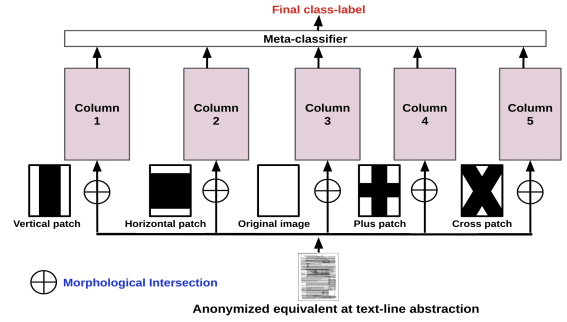 Final class-label
Meta-classifier
Column 1
Column 2
Column 3
Column 4
Column 5
Vertical patch
Horizontal patch
Original image
Plus patch
Cross patch
Morphological Intersection
Anonymized equivalent at text-line abstraction